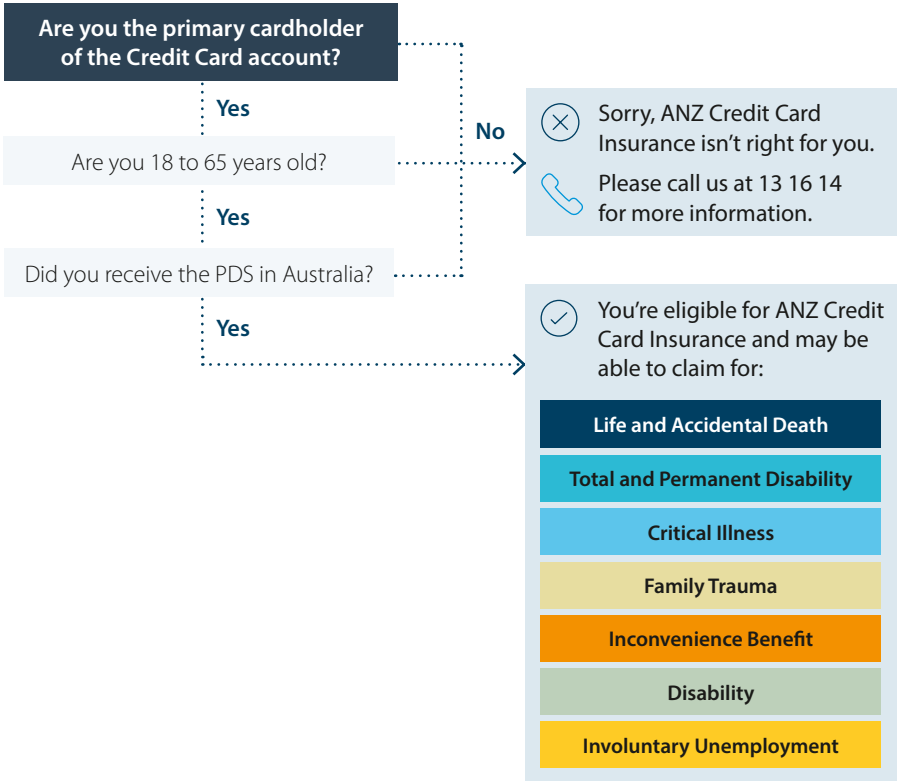 Are you the primary cardholder
of the Credit Card account?
Yes
Are you 18 to 65 years old?
Yes
Did you receive the PDS in Australia?
Yes
No
Sorry, ANZ Credit Card
Insurance isn't right for you.
Please call us at 13 16 14
for more information.
You're eligible for ANZ Credit
Card Insurance and may be
able to claim for:
Life and Accidental Death
Total and Permanent Disability
Critical Illness
Family Trauma
Inconvenience Benefit
Disability
Involuntary Unemployment